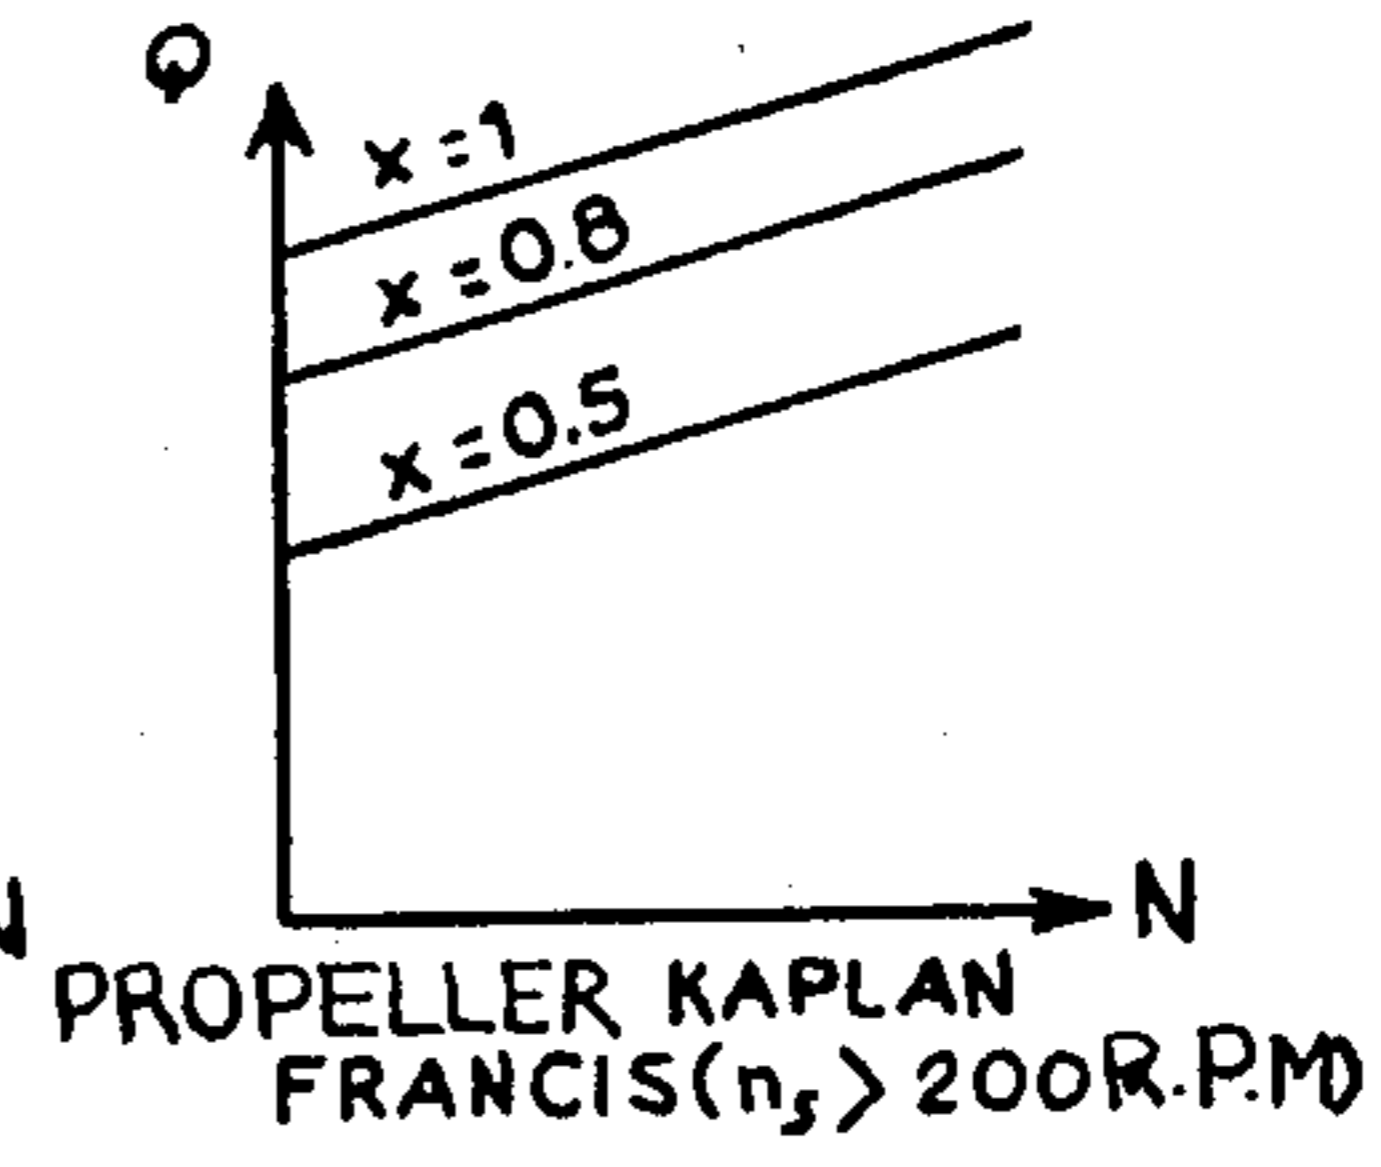 Q
x=1
x=0.8
x=0.5
N
PROPELLER KAPLAN
FRANCIS(ns> 200R.P.M)